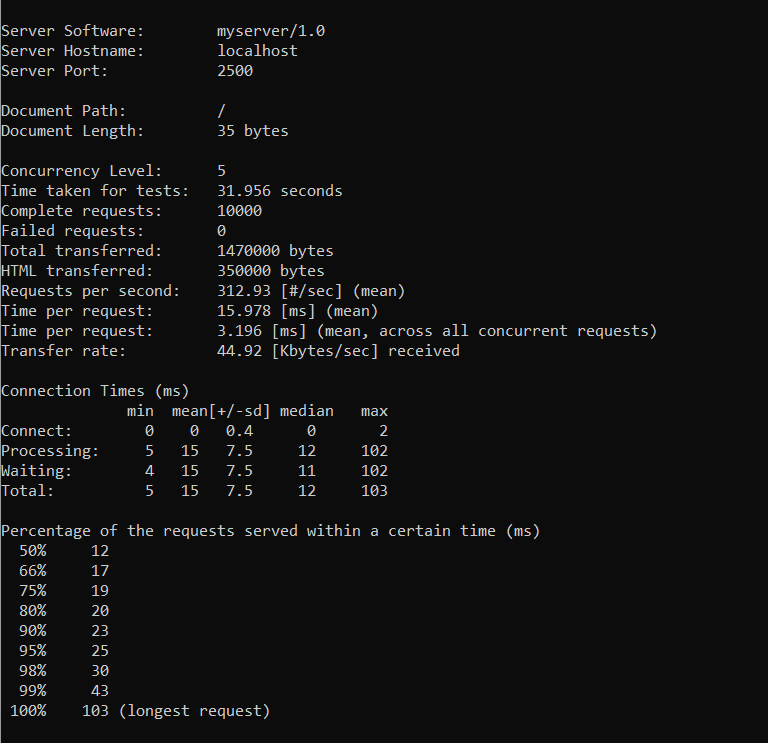 Server Software:        myserver/1.0
Server Hostname:        localhost
Server Port:            2500
Document Path:          /
Document Length:        35 bytes
Concurrency Level:      5
Time taken for tests:   31.956 seconds
Complete requests:      10000
Failed requests:        0
Total transferred:      1470000 bytes
HTML transferred:       350000 bytes
Requests per second:    312.93 [#/sec] (mean)
Time per request:       15.978 [ms] (mean)
Time per request:       3.196 [ms] (mean, across all concurrent requests)
Transfer rate:          44.92 [Kbytes/sec] received
Connection Times (ms)
              min  mean[+/-sd] median   max
Connect:        0    0   0.4      0       2
Processing:     5   15   7.5     12     102
Waiting:        4   15   7.5     11     102
Total:          5   15   7.5     12     103
Percentage of the requests served within a certain time (ms)
  50%     12
  66%     17
  75%     19
  80%     20
  90%     23
  95%     25
  98%     30
  99%     43
 100%    103 (longest request)